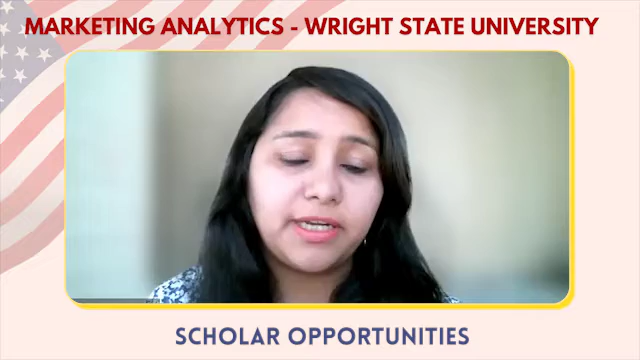 MARKETING ANALYTICS - WRIGHT STATE UNIVERSITY
SCHOLAR OPPORTUNITIES